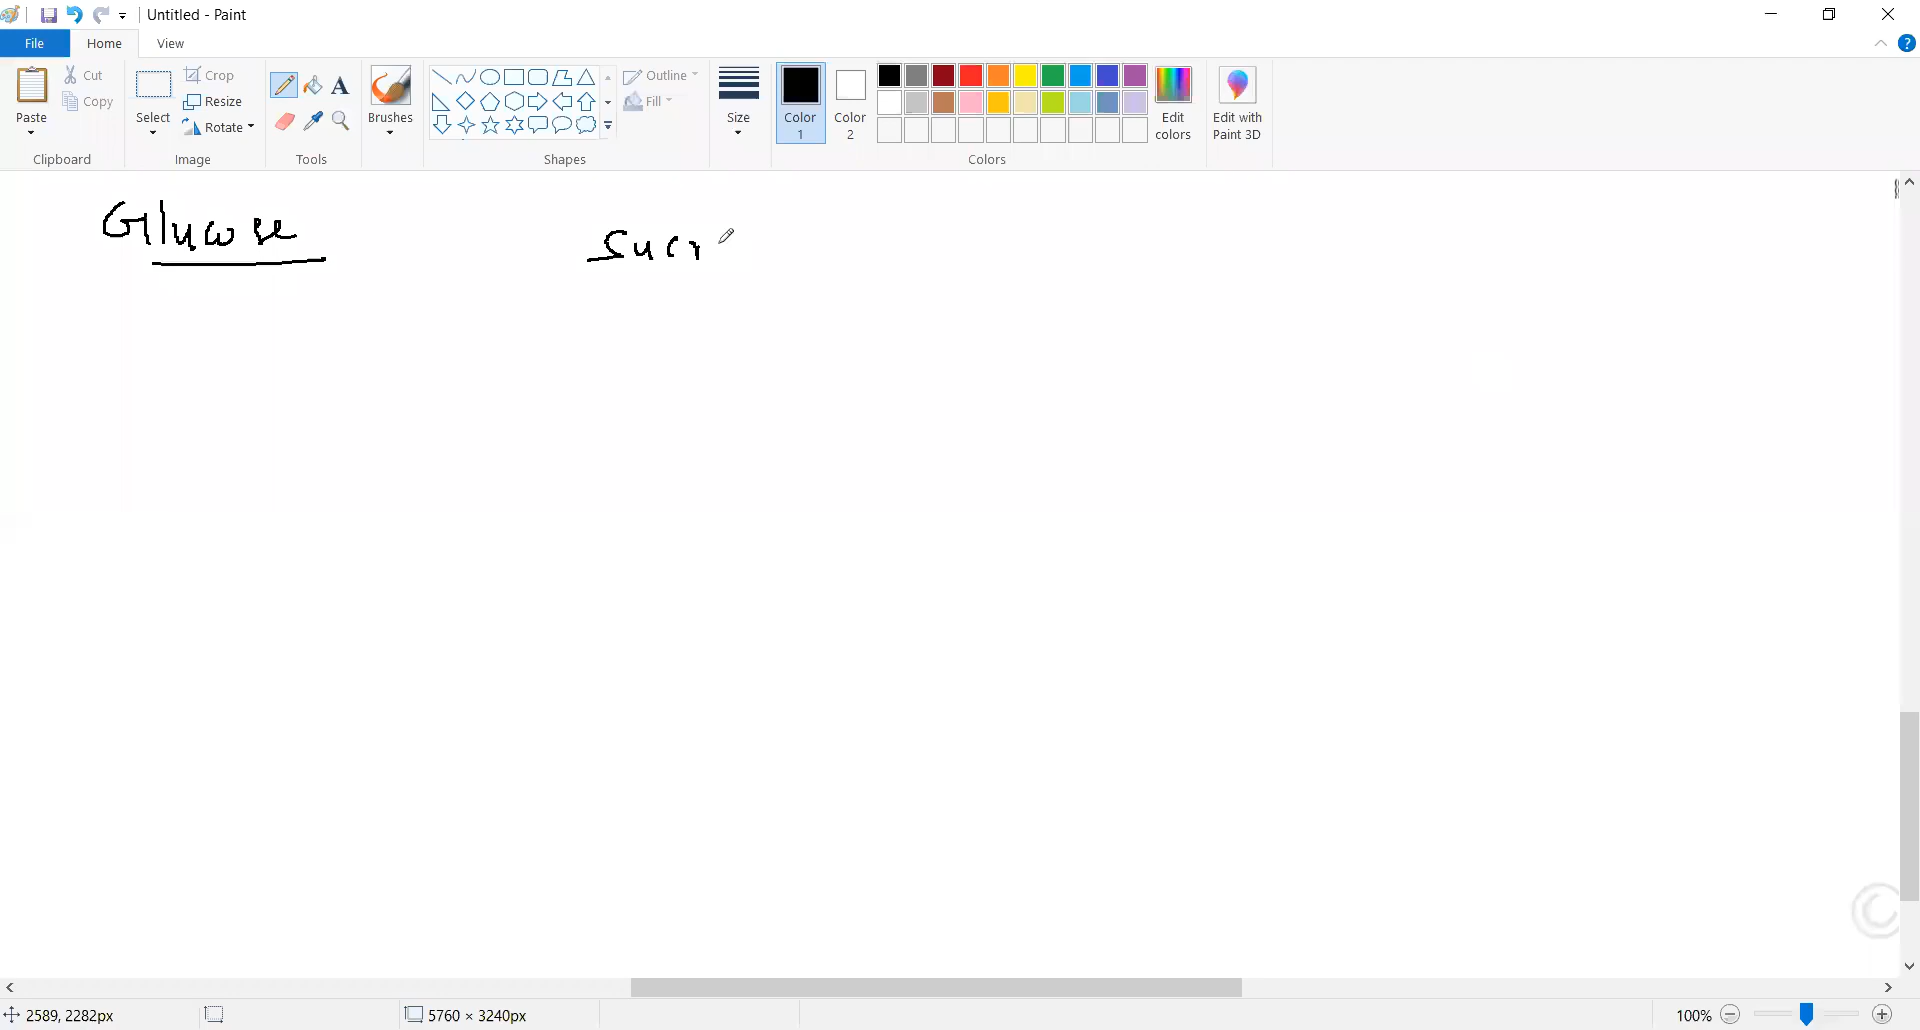 Untitled - Paint
File Home View
Paste Cut Copy Clipboard
Select Crop Resize Rotate Image
Tools
Brushes
Outline Fill Shapes
Size
Color 1 Color 2 Edit colors Colors
Edit with Paint 3D
Glucose Sucr
2589, 2282px 5760 × 3240px 100%